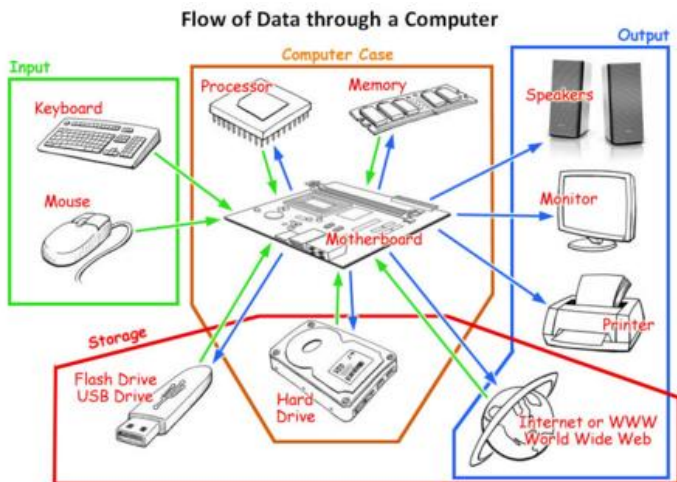 Flow of Data through a Computer
Input
Computer Case
Output
Keyboard
Processor
Memory
Speakers
Mouse
Motherboard
Monitor
Printer
Storage
Flash Drive
USB Drive
Hard
Drive
Internet or WWW
World Wide Web